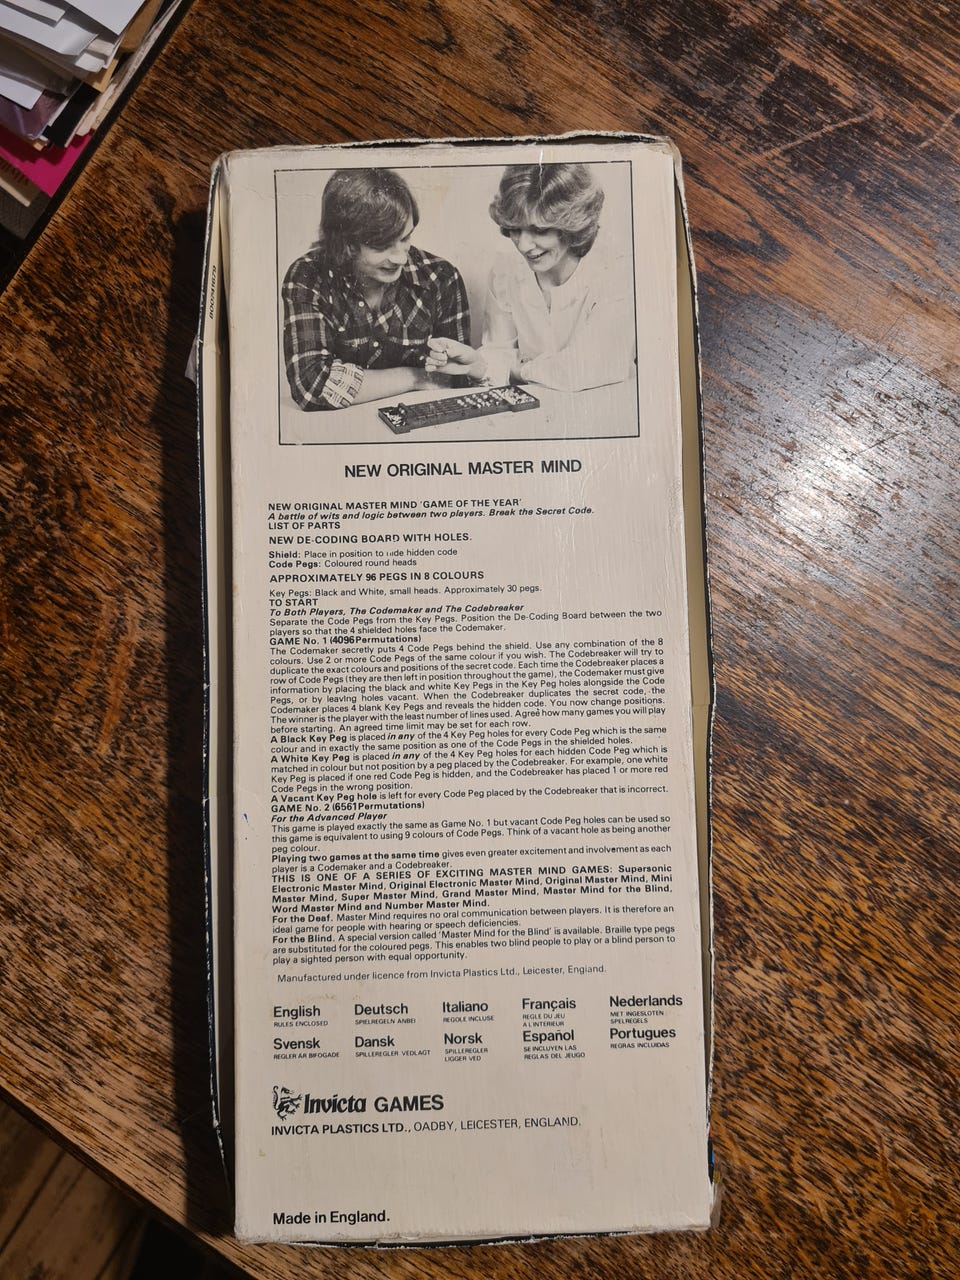 NEW ORIGINAL MASTER MIND
NEW ORIGINAL MASTER MIND 'GAME OF THE YEAR'
A battle of wits and logic between two players. Break the Secret Code.
LIST OF PARTS
NEW DE-CODING BOARD WITH HOLES.
Shield: Place in position to hide hidden code
Code Pegs: Coloured round heads
APPROXIMATELY 96 PEGS IN 8 COLOURS
Key Pegs: Black and White, small heads. Approximately 30 pegs.
TO START
To Both Players, The Codemaker and The Codebreaker
Separate the Code Pegs from the Key Pegs. Position the De-Coding Board between the two
players so that the 4 shielded holes face the Codemaker.
GAME No. 1 (4096 Permutations)
The Codemaker secretly puts 4 Code Pegs behind the shield. Use any combination of the 8
colours. Use 2 or more Code Pegs of the same colour if you wish. The Codebreaker will try to
duplicate the exact colours and positions of the secret code. Each time the Codebreaker places a
row of Code Pegs (they are then left in position throughout the game), the Codemaker must give
information by placing the black and white Key Pegs in the Key Peg holes alongside the Code
Pegs, or by leaving holes vacant. When the Codebreaker duplicates the secret code, the
Codemaker places 4 blank Key Pegs and reveals the hidden code. You now change positions.
The winner is the player with the least number of lines used. Agree how many games you will play
before starting. An agreed time limit may be set for each row.
A Black Key Peg is placed in any of the 4 Key Peg holes for every Code Peg which is the same
colour and in exactly the same position as one of the Code Pegs in the shielded holes.
A White Key Peg is placed in any of the 4 Key Peg holes for each hidden Code Peg which is
matched in colour but not position by a peg placed by the Codebreaker. For example, one white
Key Peg is placed if one red Code Peg is hidden, and the Codebreaker has placed 1 or more red
Code Pegs in the wrong position.
A Vacant Key Peg hole is left for every Code Peg placed by the Codebreaker that is incorrect.
GAME No. 2 (6561 Permutations)
For the Advanced Player
This game is played exactly the same as Game No. 1 but vacant Code Peg holes can be used so
this game is equivalent to using 9 colours of Code Pegs. Think of a vacant hole as being another
peg colour.
Playing two games at the same time gives even greater excitement and involvement as each
player is a Codemaker and a Codebreaker.
THIS IS ONE OF A SERIES OF EXCITING MASTER MIND GAMES: Supersonic
Electronic Master Mind, Original Electronic Master Mind, Original Master Mind, Mini
Master Mind, Super Master Mind, Grand Master Mind, Master Mind for the Blind,
Word Master Mind and Number Master Mind.
For the Deaf. Master Mind requires no oral communication between players. It is therefore an
ideal game for people with hearing or speech deficiencies.
For the Blind. A special version called 'Master Mind for the Blind' is available. Braille type pegs
are substituted for the coloured pegs. This enables two blind people to play or a blind person to
play a sighted person with equal opportunity.
Manufactured under licence from Invicta Plastics Ltd., Leicester, England.
English Deutsch Italiano Français Nederlands
RULES ENCLOSED SPIELREGELN ANBEI REGOLE INCLUSE REGLE DU JEU MET INGESLOTEN
A L'INTERIEUR SPELREGELS
Svensk Dansk Norsk Español Portugues
REGLER AR BIFOGADE SPILLEREGLER VEDLAGT SPILLEREGLER SE INCLUYEN LAS REGRAS INCLUIDAS
LIGGER VED REGLAS DEL JEUGO
Invicta GAMES
INVICTA PLASTICS LTD., OADBY, LEICESTER, ENGLAND.
Made in England.